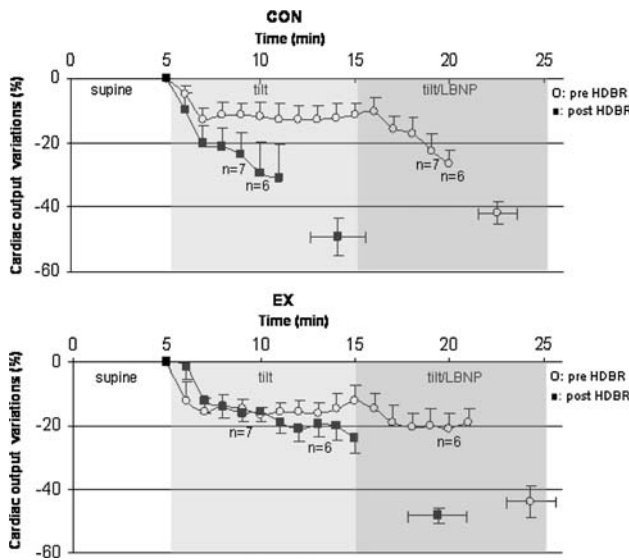 CON
Time (min)
0 5 10 15 20 25
Cardiac output variations (%)
0
-20
-40
-60
supine tilt tilt/LBNP
O: pre HDBR
■: post HDBR
n=7
n=6
n=7
n=6
EX
Time (min)
0 5 10 15 20 25
Cardiac output variations (%)
0
-20
-40
-60
supine tilt tilt/LBNP
O: pre HDBR
■: post HDBR
n=7
n=6
n=6